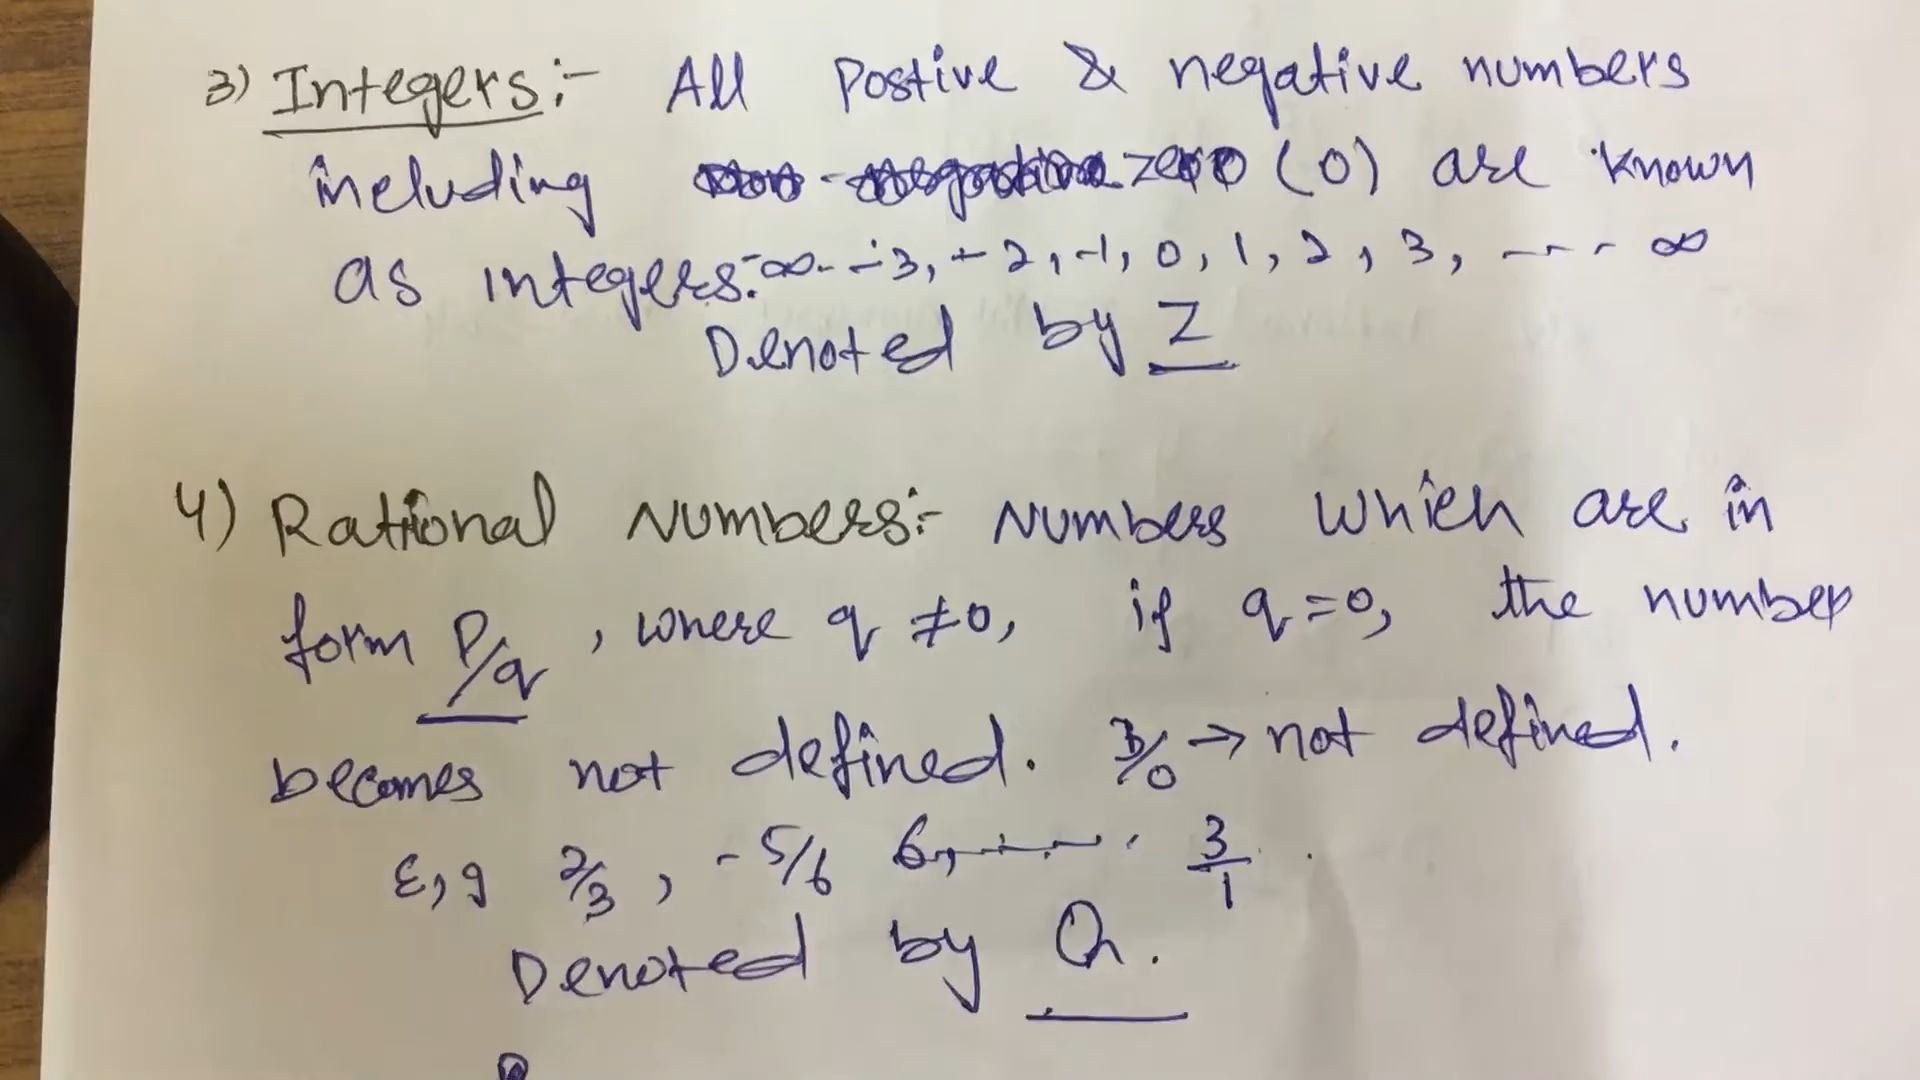 3) Integers:- All Postive & negative numbers
including zero (0) are known
as integers:-∞- -3, -2, -1, 0, 1, 2, 3, ---- ∞
Denoted by Z
4) Rational Numbers:- Numbers which are in
form P/q, where q ≠0, if q=0, the number
becomes not defined. 3/0 → not defined.
E,g 2/3, -5/6 6,------ 3/1
Denoted by Q.